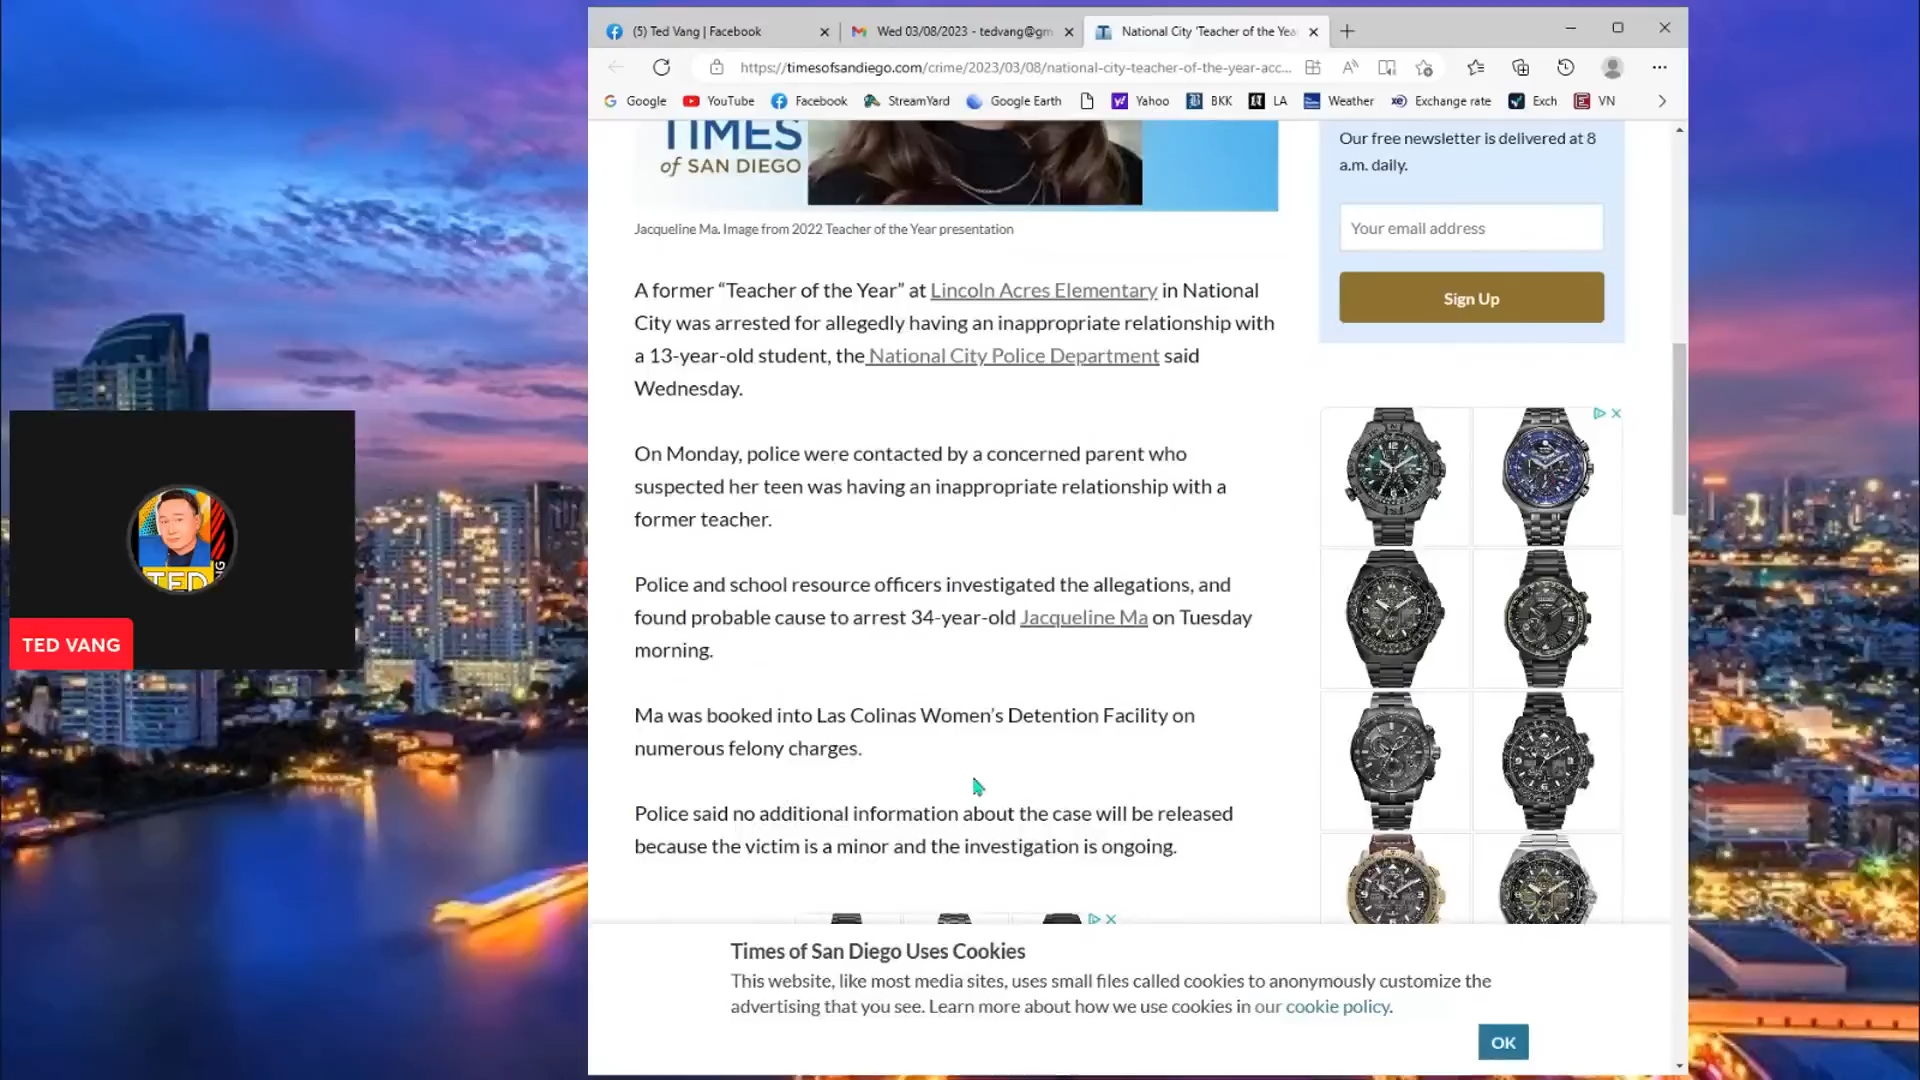 (5) Ted Vang | Facebook
Wed 03/08/2023 - tedvang@gm
National City 'Teacher of the Yea
https://timesofsandiego.com/crime/2023/03/08/national-city-teacher-of-the-year-acc...
Google
YouTube
Facebook
StreamYard
Google Earth
Yahoo
BKK
LA
Weather
Exchange rate
Exch
VN
TIMES
of SAN DIEGO
Our free newsletter is delivered at 8
a.m. daily.
Your email address
Sign Up
Jacqueline Ma. Image from 2022 Teacher of the Year presentation
A former “Teacher of the Year” at Lincoln Acres Elementary in National
City was arrested for allegedly having an inappropriate relationship with
a 13-year-old student, the National City Police Department said
Wednesday.
On Monday, police were contacted by a concerned parent who
suspected her teen was having an inappropriate relationship with a
former teacher.
Police and school resource officers investigated the allegations, and
found probable cause to arrest 34-year-old Jacqueline Ma on Tuesday
morning.
Ma was booked into Las Colinas Women’s Detention Facility on
numerous felony charges.
Police said no additional information about the case will be released
because the victim is a minor and the investigation is ongoing.
TED
TED VANG
Times of San Diego Uses Cookies
This website, like most media sites, uses small files called cookies to anonymously customize the
advertising that you see. Learn more about how we use cookies in our cookie policy.
OK